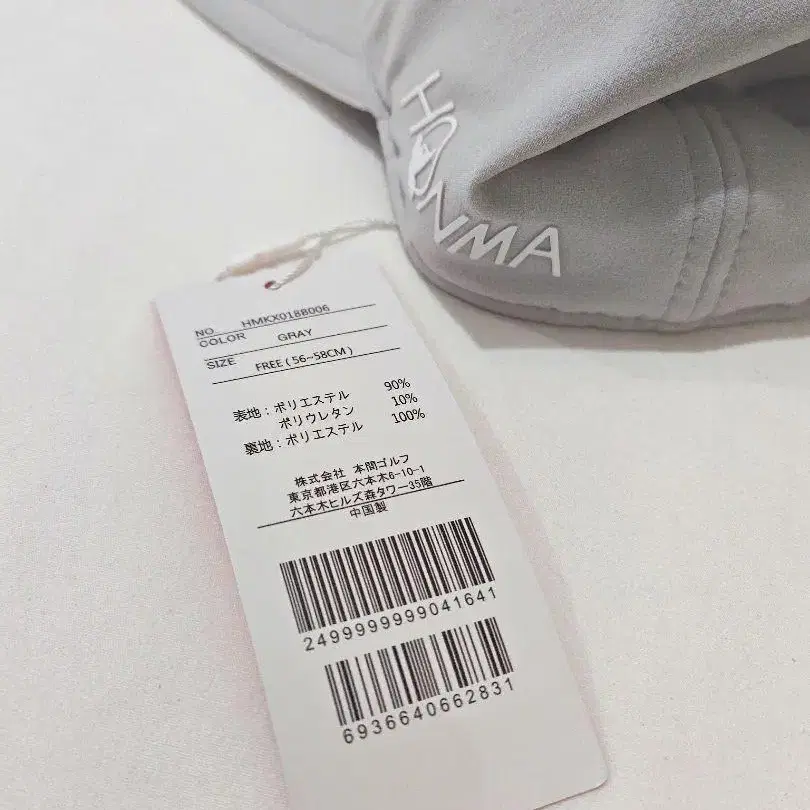 HONMA
NO. HMKX018B006
COLOR GRAY
SIZE FREE ( 56~58CM )
表地：ポリエステル 90%
ポリウレタン 10%
裏地：ポリエステル 100%
株式会社 本間ゴルフ
東京都港区六本木6-10-1
六本木ヒルズ森タワー35階
中国製
2499999999041641
6936640662831